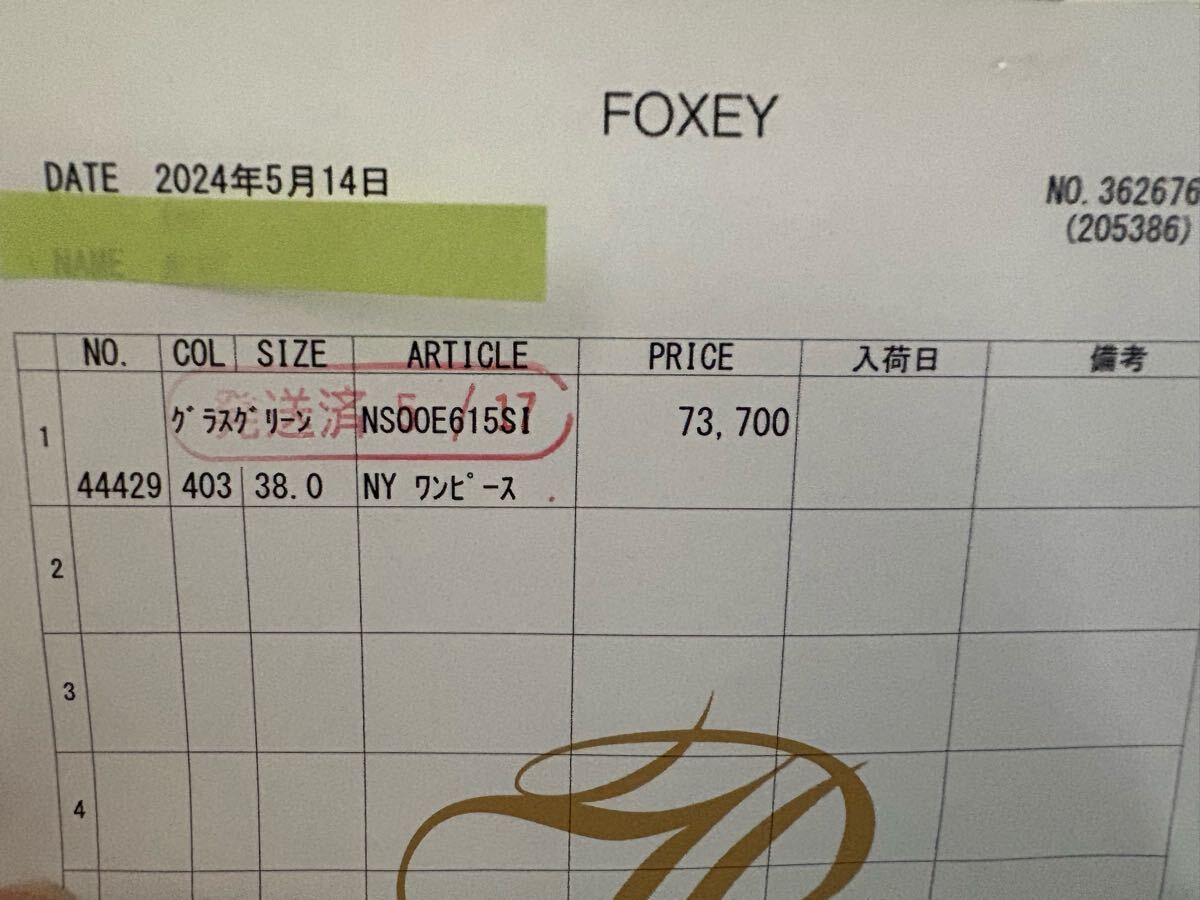 FOXEY
DATE 2024年5月14日
NO. 362676
(205386)
NAME
NO. COL SIZE ARTICLE PRICE 入荷日 備考
発送済 5/17
1 グラスグリーン NSOOE615SI 73,700
44429 403 38.0 NY ワンピース
2
3
4